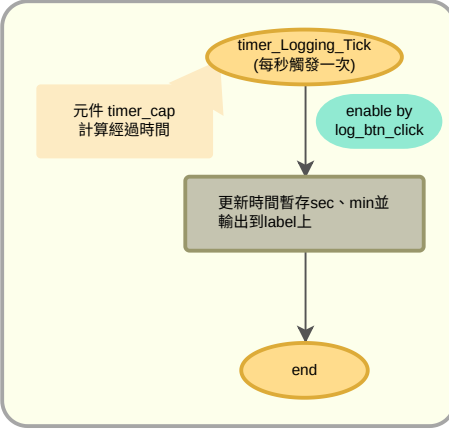 timer_Logging_Tick
(每秒觸發一次)
元件 timer_cap
計算經過時間
enable by
log_btn_click
更新時間暫存sec、min並
輸出到label上
end